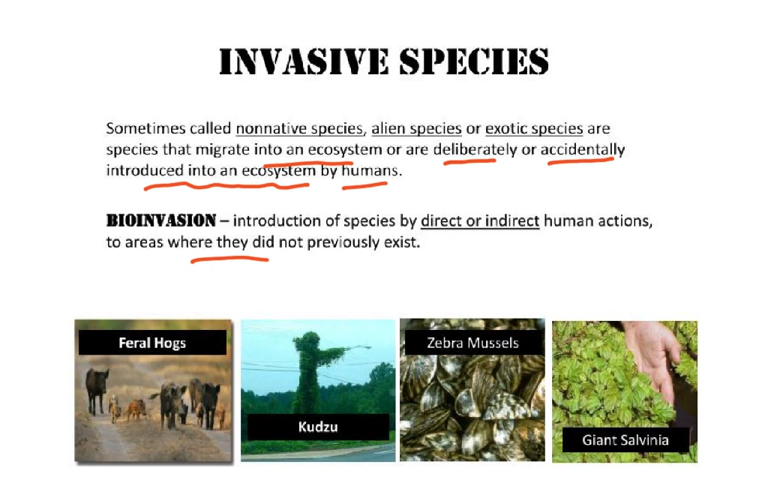 INVASIVE SPECIES
Sometimes called nonnative species, alien species or exotic species are
species that migrate into an ecosystem or are deliberately or accidentally
introduced into an ecosystem by humans.
BIOINVASION – introduction of species by direct or indirect human actions,
to areas where they did not previously exist.
Feral Hogs
Kudzu
Zebra Mussels
Giant Salvinia